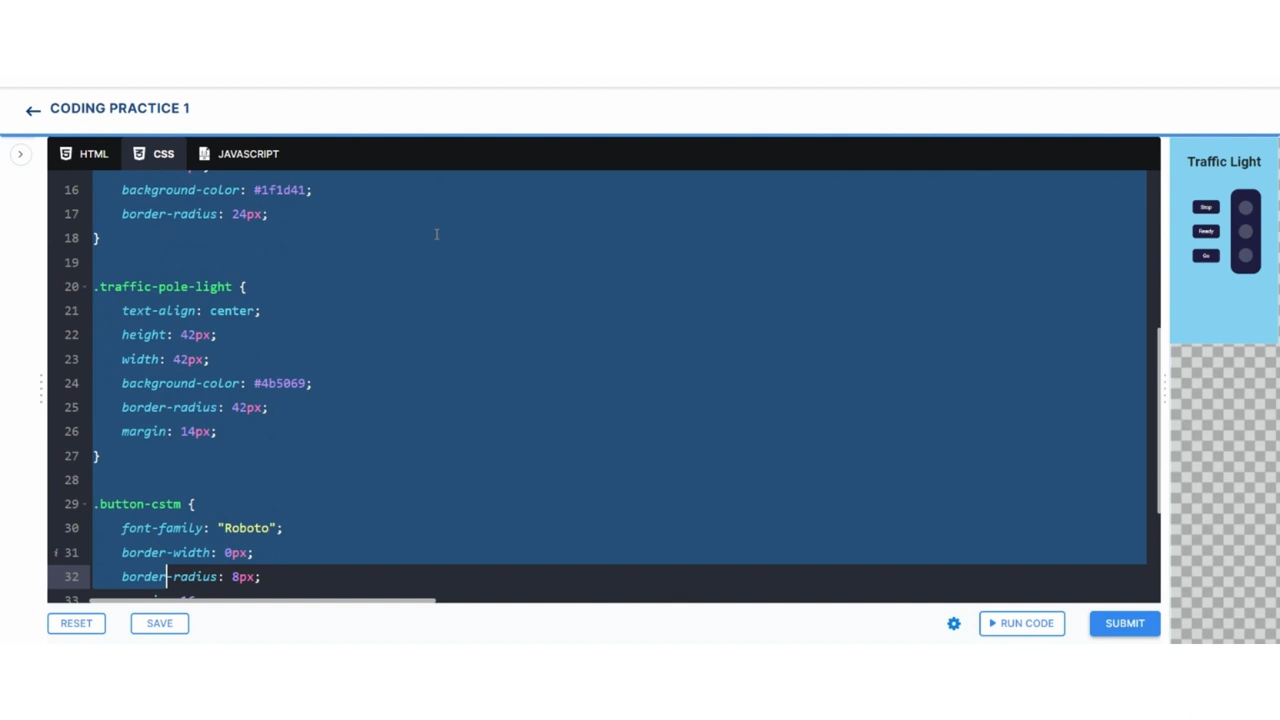 CODING PRACTICE 1
HTML CSS JAVASCRIPT
16 background-color: #1f1d41;
17 border-radius: 24px;
18 }
19
20 .traffic-pole-light {
21 text-align: center;
22 height: 42px;
23 width: 42px;
24 background-color: #4b5069;
25 border-radius: 42px;
26 margin: 14px;
27 }
28
29 .button-cstm {
30 font-family: "Roboto";
i 31 border-width: 0px;
32 border-radius: 8px;
33
RESET SAVE RUN CODE SUBMIT
Traffic Light
Stop
Ready
Go